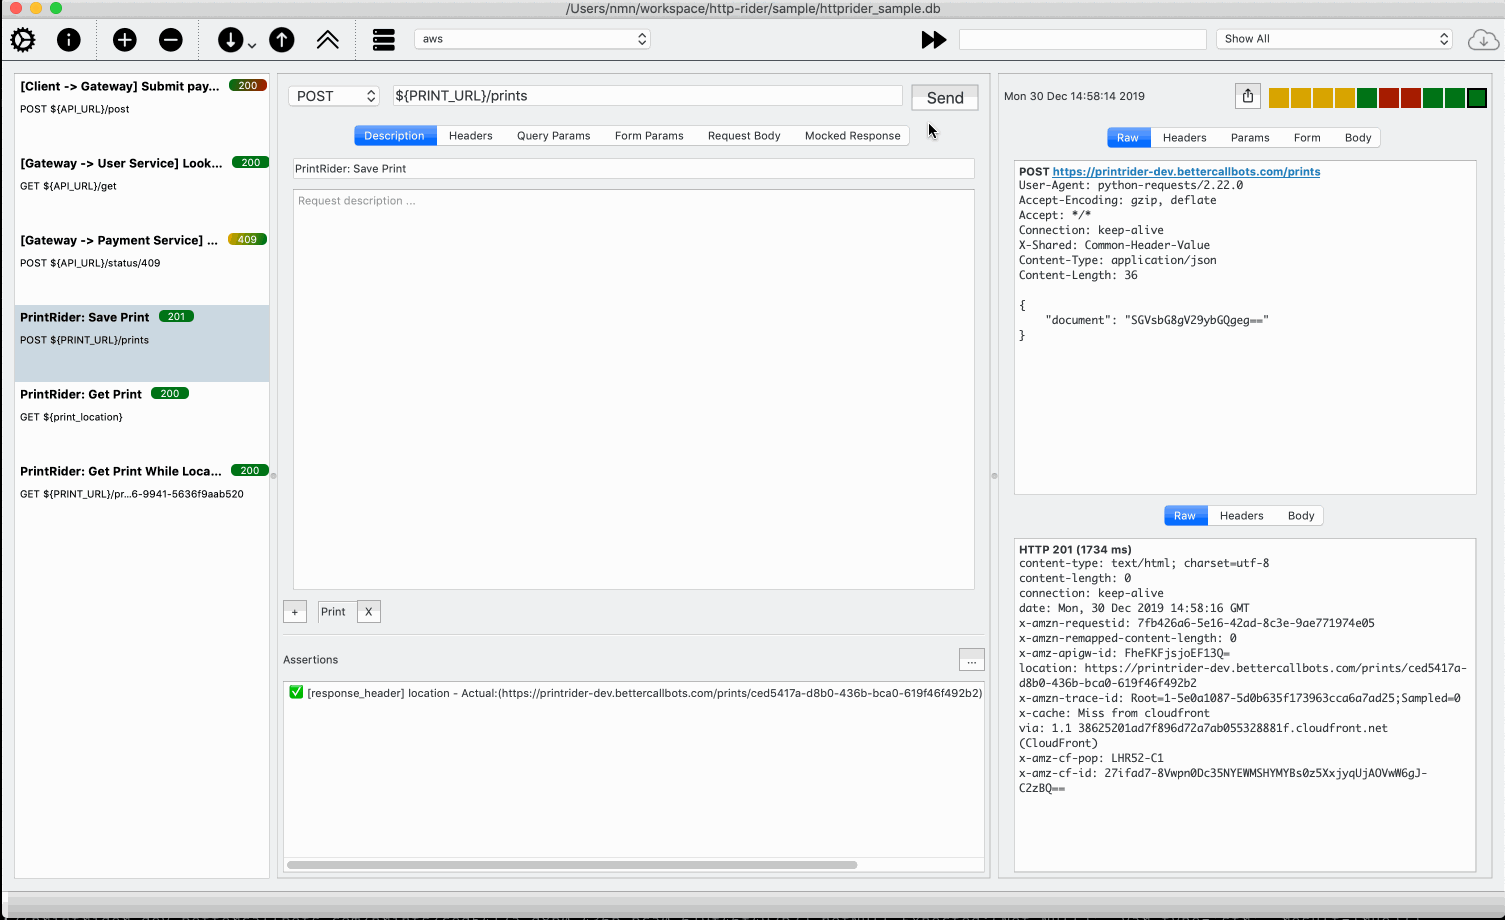 /Users/nmn/workspace/http-rider/sample/httprider_sample.db
aws
Show All
[Client -> Gateway] Submit pay...
200
POST ${API_URL}/post
[Gateway -> User Service] Look...
200
GET ${API_URL}/get
[Gateway -> Payment Service] ...
409
POST ${API_URL}/status/409
PrintRider: Save Print
201
POST ${PRINT_URL}/prints
PrintRider: Get Print
200
GET ${print_location}
PrintRider: Get Print While Loca...
200
GET ${PRINT_URL}/pr...6-9941-5636f9aab520
POST
${PRINT_URL}/prints
Send
Description
Headers
Query Params
Form Params
Request Body
Mocked Response
PrintRider: Save Print
Request description ...
+
Print
X
Assertions
...
[response_header] location - Actual:(https://printrider-dev.bettercallbots.com/prints/ced5417a-d8b0-436b-bca0-619f46f492b2)
Mon 30 Dec 14:58:14 2019
Raw
Headers
Params
Form
Body
POST https://printrider-dev.bettercallbots.com/prints
User-Agent: python-requests/2.22.0
Accept-Encoding: gzip, deflate
Accept: */*
Connection: keep-alive
X-Shared: Common-Header-Value
Content-Type: application/json
Content-Length: 36
{
"document": "SGVsbG8gV29ybGQgeg=="
}
Raw
Headers
Body
HTTP 201 (1734 ms)
content-type: text/html; charset=utf-8
content-length: 0
connection: keep-alive
date: Mon, 30 Dec 2019 14:58:16 GMT
x-amzn-requestid: 7fb426a6-5e16-42ad-8c3e-9ae771974e05
x-amzn-remapped-content-length: 0
x-amz-apigw-id: FheFKFjsjoEF13Q=
location: https://printrider-dev.bettercallbots.com/prints/ced5417a-
d8b0-436b-bca0-619f46f492b2
x-amzn-trace-id: Root=1-5e0a1087-5d0b635f173963cca6a7ad25;Sampled=0
x-cache: Miss from cloudfront
via: 1.1 38625201ad7f896d72a7ab055328881f.cloudfront.net
(CloudFront)
x-amz-cf-pop: LHR52-C1
x-amz-cf-id: 27ifad7-8Vwpn0Dc35NYEWMSHYMYBs0z5XxjyqUjAOVwW6gJ-
C2zBQ==